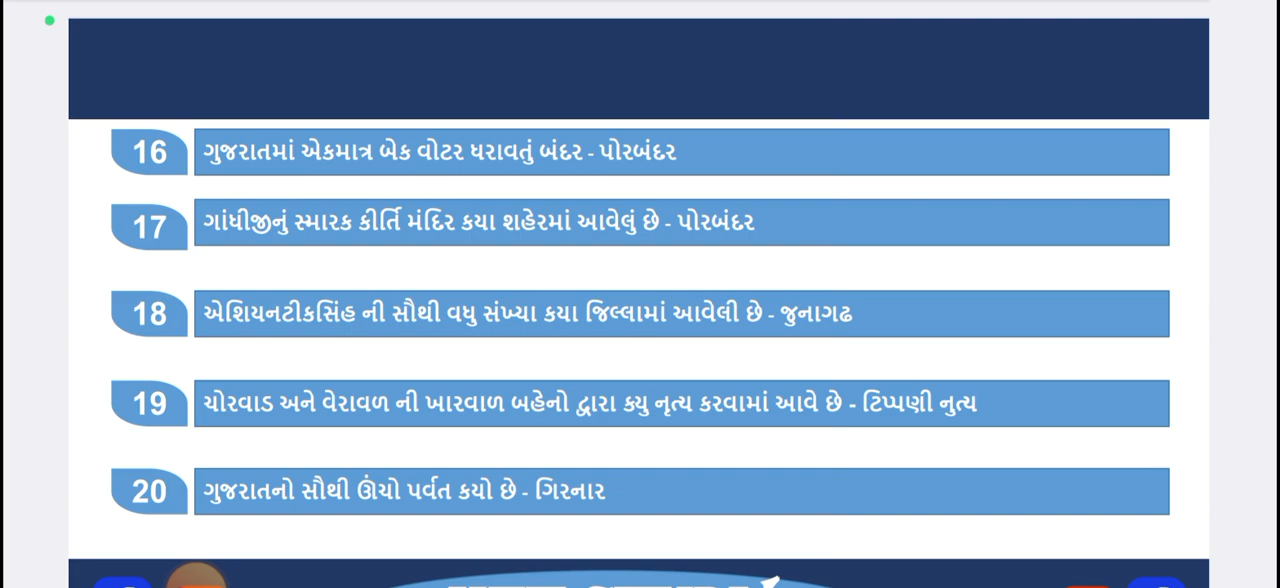 16 ગુજરાતમાં એકમાત્ર બેક વોટર ધરાવતું બંદર - પોરબંદર
17 ગાંધીજીનું સ્મારક કીર્તિ મંદિર કયા શહેરમાં આવેલું છે - પોરબંદર
18 એશિયનટીકસિંહ ની સૌથી વધુ સંખ્યા કયા જિલ્લામાં આવેલી છે - જુનાગઢ
19 ચોરવાડ અને વેરાવળ ની ખારવાળ બહેનો દ્વારા ક્યુ નૃત્ય કરવામાં આવે છે - ટિપ્પણી નુત્ય
20 ગુજરાતનો સૌથી ઊંચો પર્વત કયો છે - ગિરનાર